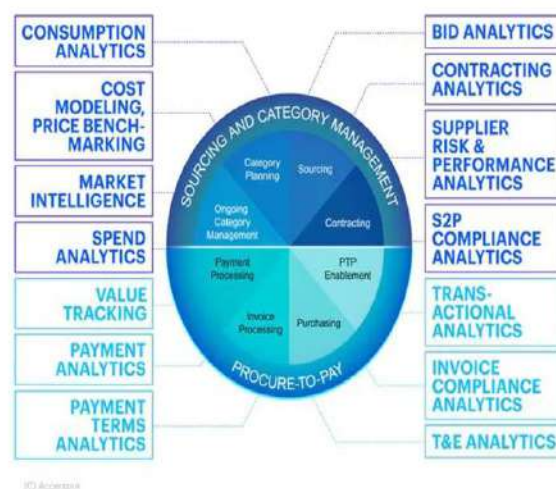 CONSUMPTION
ANALYTICS
COST
MODELING,
PRICE BENCH-
MARKING
MARKET
INTELLIGENCE
SPEND
ANALYTICS
VALUE
TRACKING
PAYMENT
ANALYTICS
PAYMENT
TERMS
ANALYTICS
SOURCING AND CATEGORY MANAGEMENT
Category
Planning
Sourcing
Ongoing
Category
Management
Contracting
Payment
Processing
PTP
Enablement
Invoice
Processing
Purchasing
PROCURE-TO-PAY
BID ANALYTICS
CONTRACTING
ANALYTICS
SUPPLIER
RISK &
PERFORMANCE
ANALYTICS
S2P
COMPLIANCE
ANALYTICS
TRANS-
ACTIONAL
ANALYTICS
INVOICE
COMPLIANCE
ANALYTICS
T&E ANALYTICS
(C) Accenture